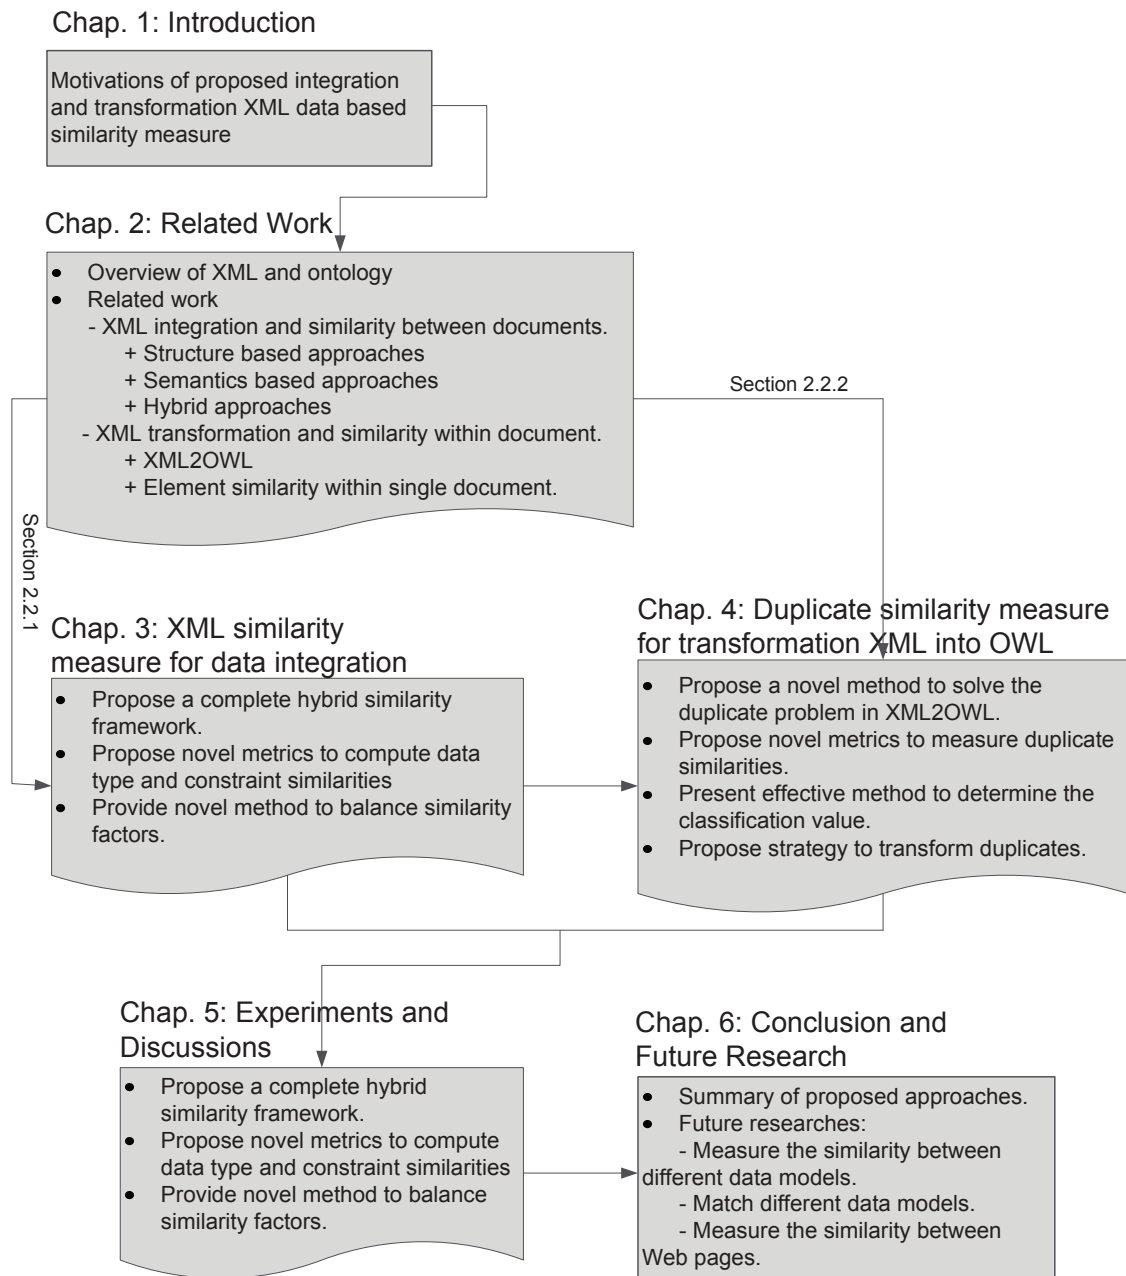 Chap. 1: Introduction
Motivations of proposed integration
and transformation XML data based
similarity measure
Chap. 2: Related Work
• Overview of XML and ontology
• Related work
- XML integration and similarity between documents.
+ Structure based approaches
+ Semantics based approaches
+ Hybrid approaches
- XML transformation and similarity within document.
+ XML2OWL
+ Element similarity within single document.
Section 2.2.2
Section 2.2.1
Chap. 3: XML similarity
measure for data integration
• Propose a complete hybrid similarity
framework.
• Propose novel metrics to compute data
type and constraint similarities
• Provide novel method to balance similarity
factors.
Chap. 4: Duplicate similarity measure
for transformation XML into OWL
• Propose a novel method to solve the
duplicate problem in XML2OWL.
• Propose novel metrics to measure duplicate
similarities.
• Present effective method to determine the
classification value.
• Propose strategy to transform duplicates.
Chap. 5: Experiments and
Discussions
• Propose a complete hybrid
similarity framework.
• Propose novel metrics to compute
data type and constraint similarities
• Provide novel method to balance
similarity factors.
Chap. 6: Conclusion and
Future Research
• Summary of proposed approaches.
• Future researches:
- Measure the similarity between
different data models.
- Match different data models.
- Measure the similarity between
Web pages.